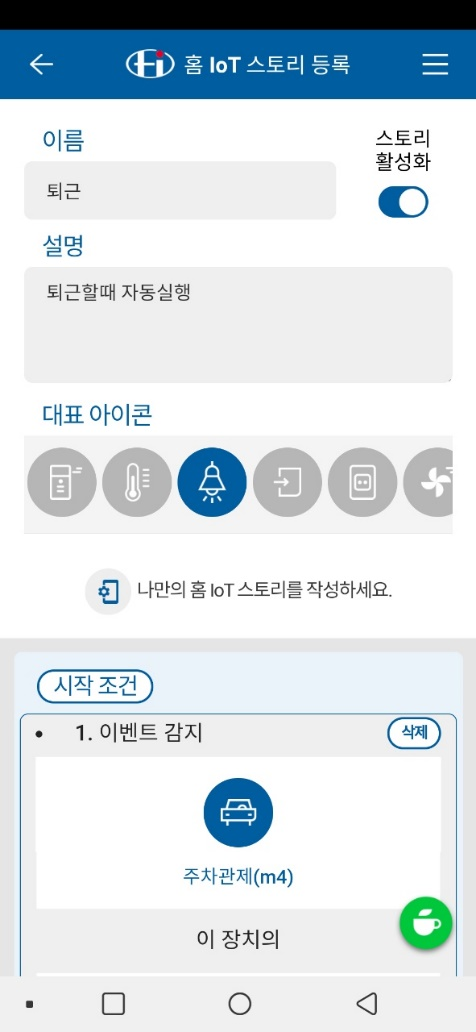 홈 IoT 스토리 등록
이름
스토리
활성화
퇴근
설명
퇴근할때 자동실행
대표 아이콘
나만의 홈 IoT 스토리를 작성하세요.
시작 조건
1. 이벤트 감지
삭제
주차관제(m4)
이 장치의